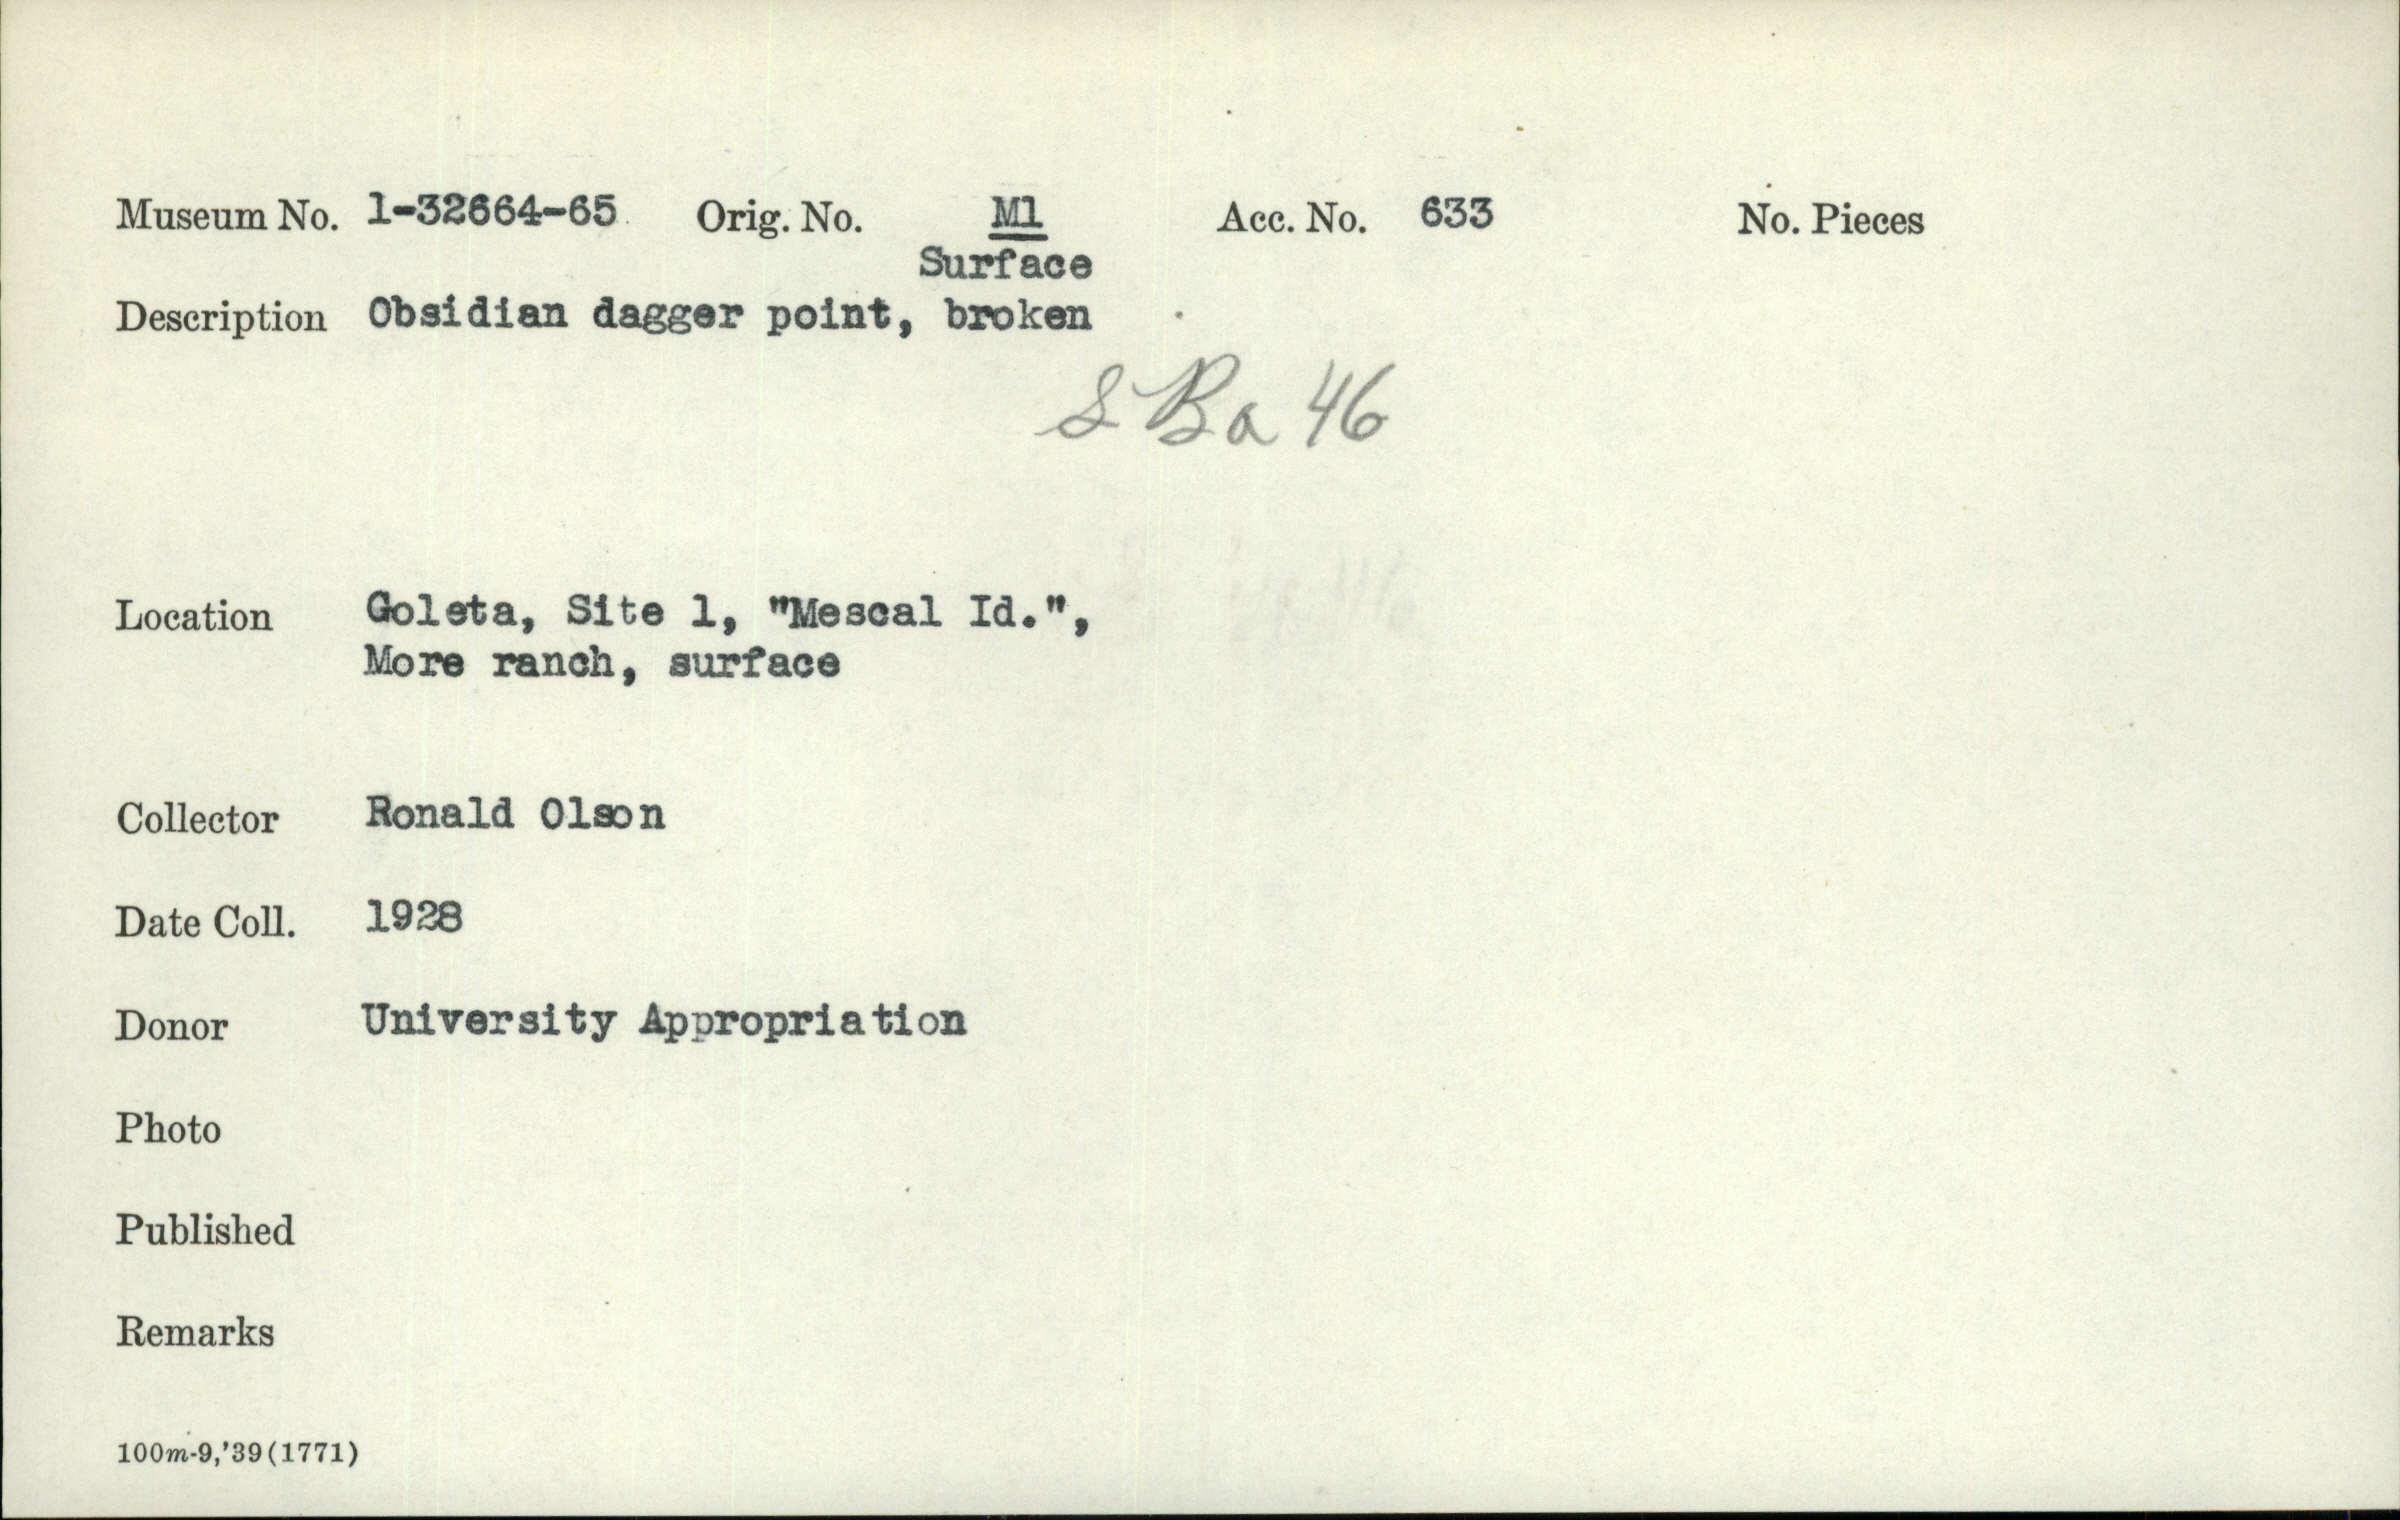 Museum No. 1-32664-65 Orig. No. M1 Acc. No. 633 No. Pieces
Surface
Description Obsidian dagger point, broken
SBa 46
Location Goleta, Site 1, "Mescal Id.",
More ranch, surface
Collector Ronald Olson
Date Coll. 1928
Donor University Appropriation
Photo
Published
Remarks
100m-9,'39(1771)